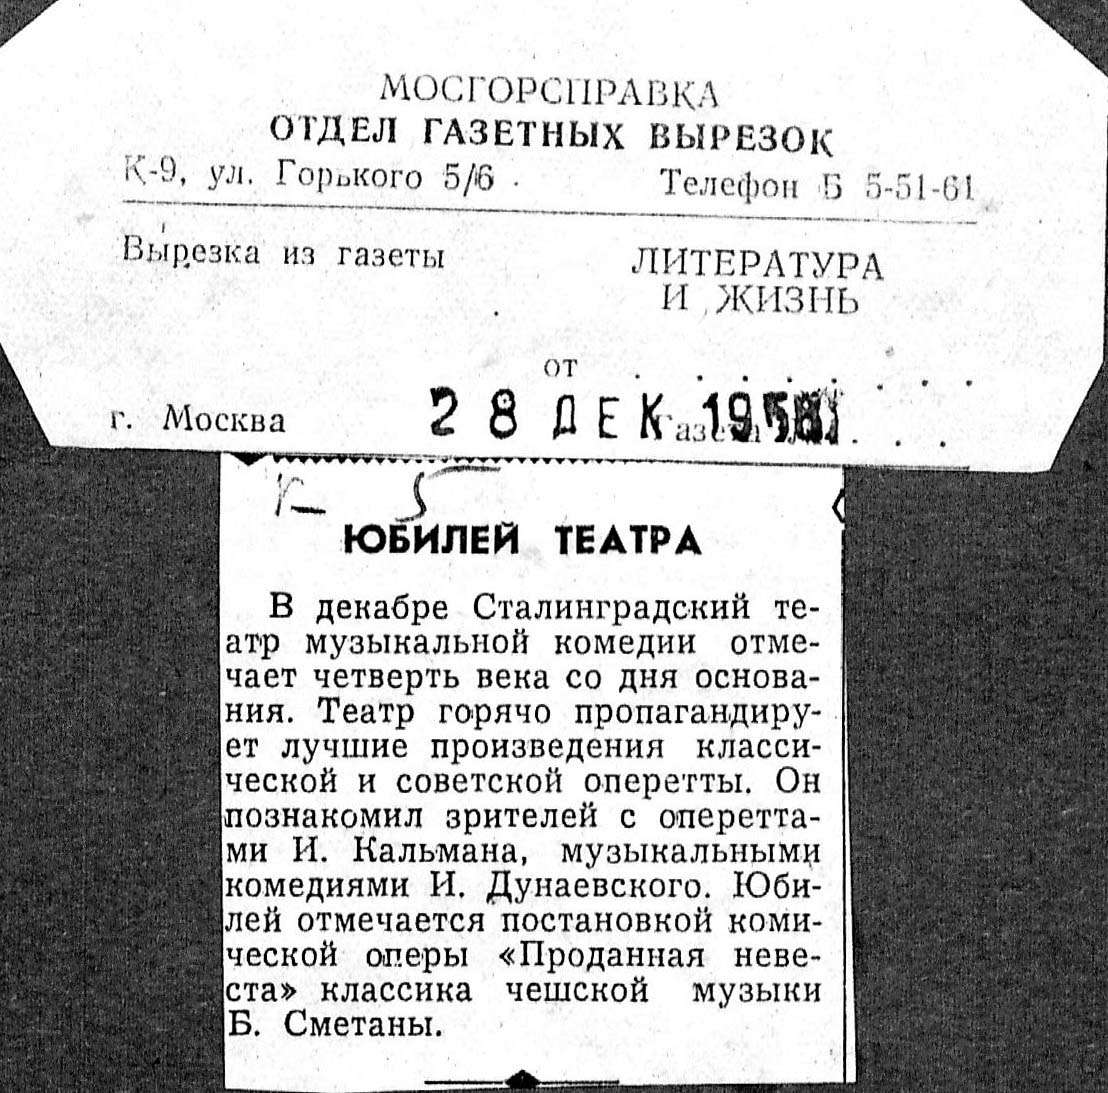 МОСГОРСПРАВКА
ОТДЕЛ ГАЗЕТНЫХ ВЫРЕЗОК
К-9, ул. Горького 5/6 Телефон Б 5-51-61
Вырезка из газеты ЛИТЕРАТУРА
И ЖИЗНЬ
от . . . . . . . . .
г. Москва 28 ДЕК 1958 Газета . . .
К- 5
ЮБИЛЕЙ ТЕАТРА
В декабре Сталинградский те-
атр музыкальной комедии отме-
чает четверть века со дня основа-
ния. Театр горячо пропагандиру-
ет лучшие произведения класси-
ческой и советской оперетты. Он
познакомил зрителей с оперетта-
ми И. Кальмана, музыкальными
комедиями И. Дунаевского. Юби-
лей отмечается постановкой коми-
ческой оперы «Проданная неве-
ста» классика чешской музыки
Б. Сметаны.